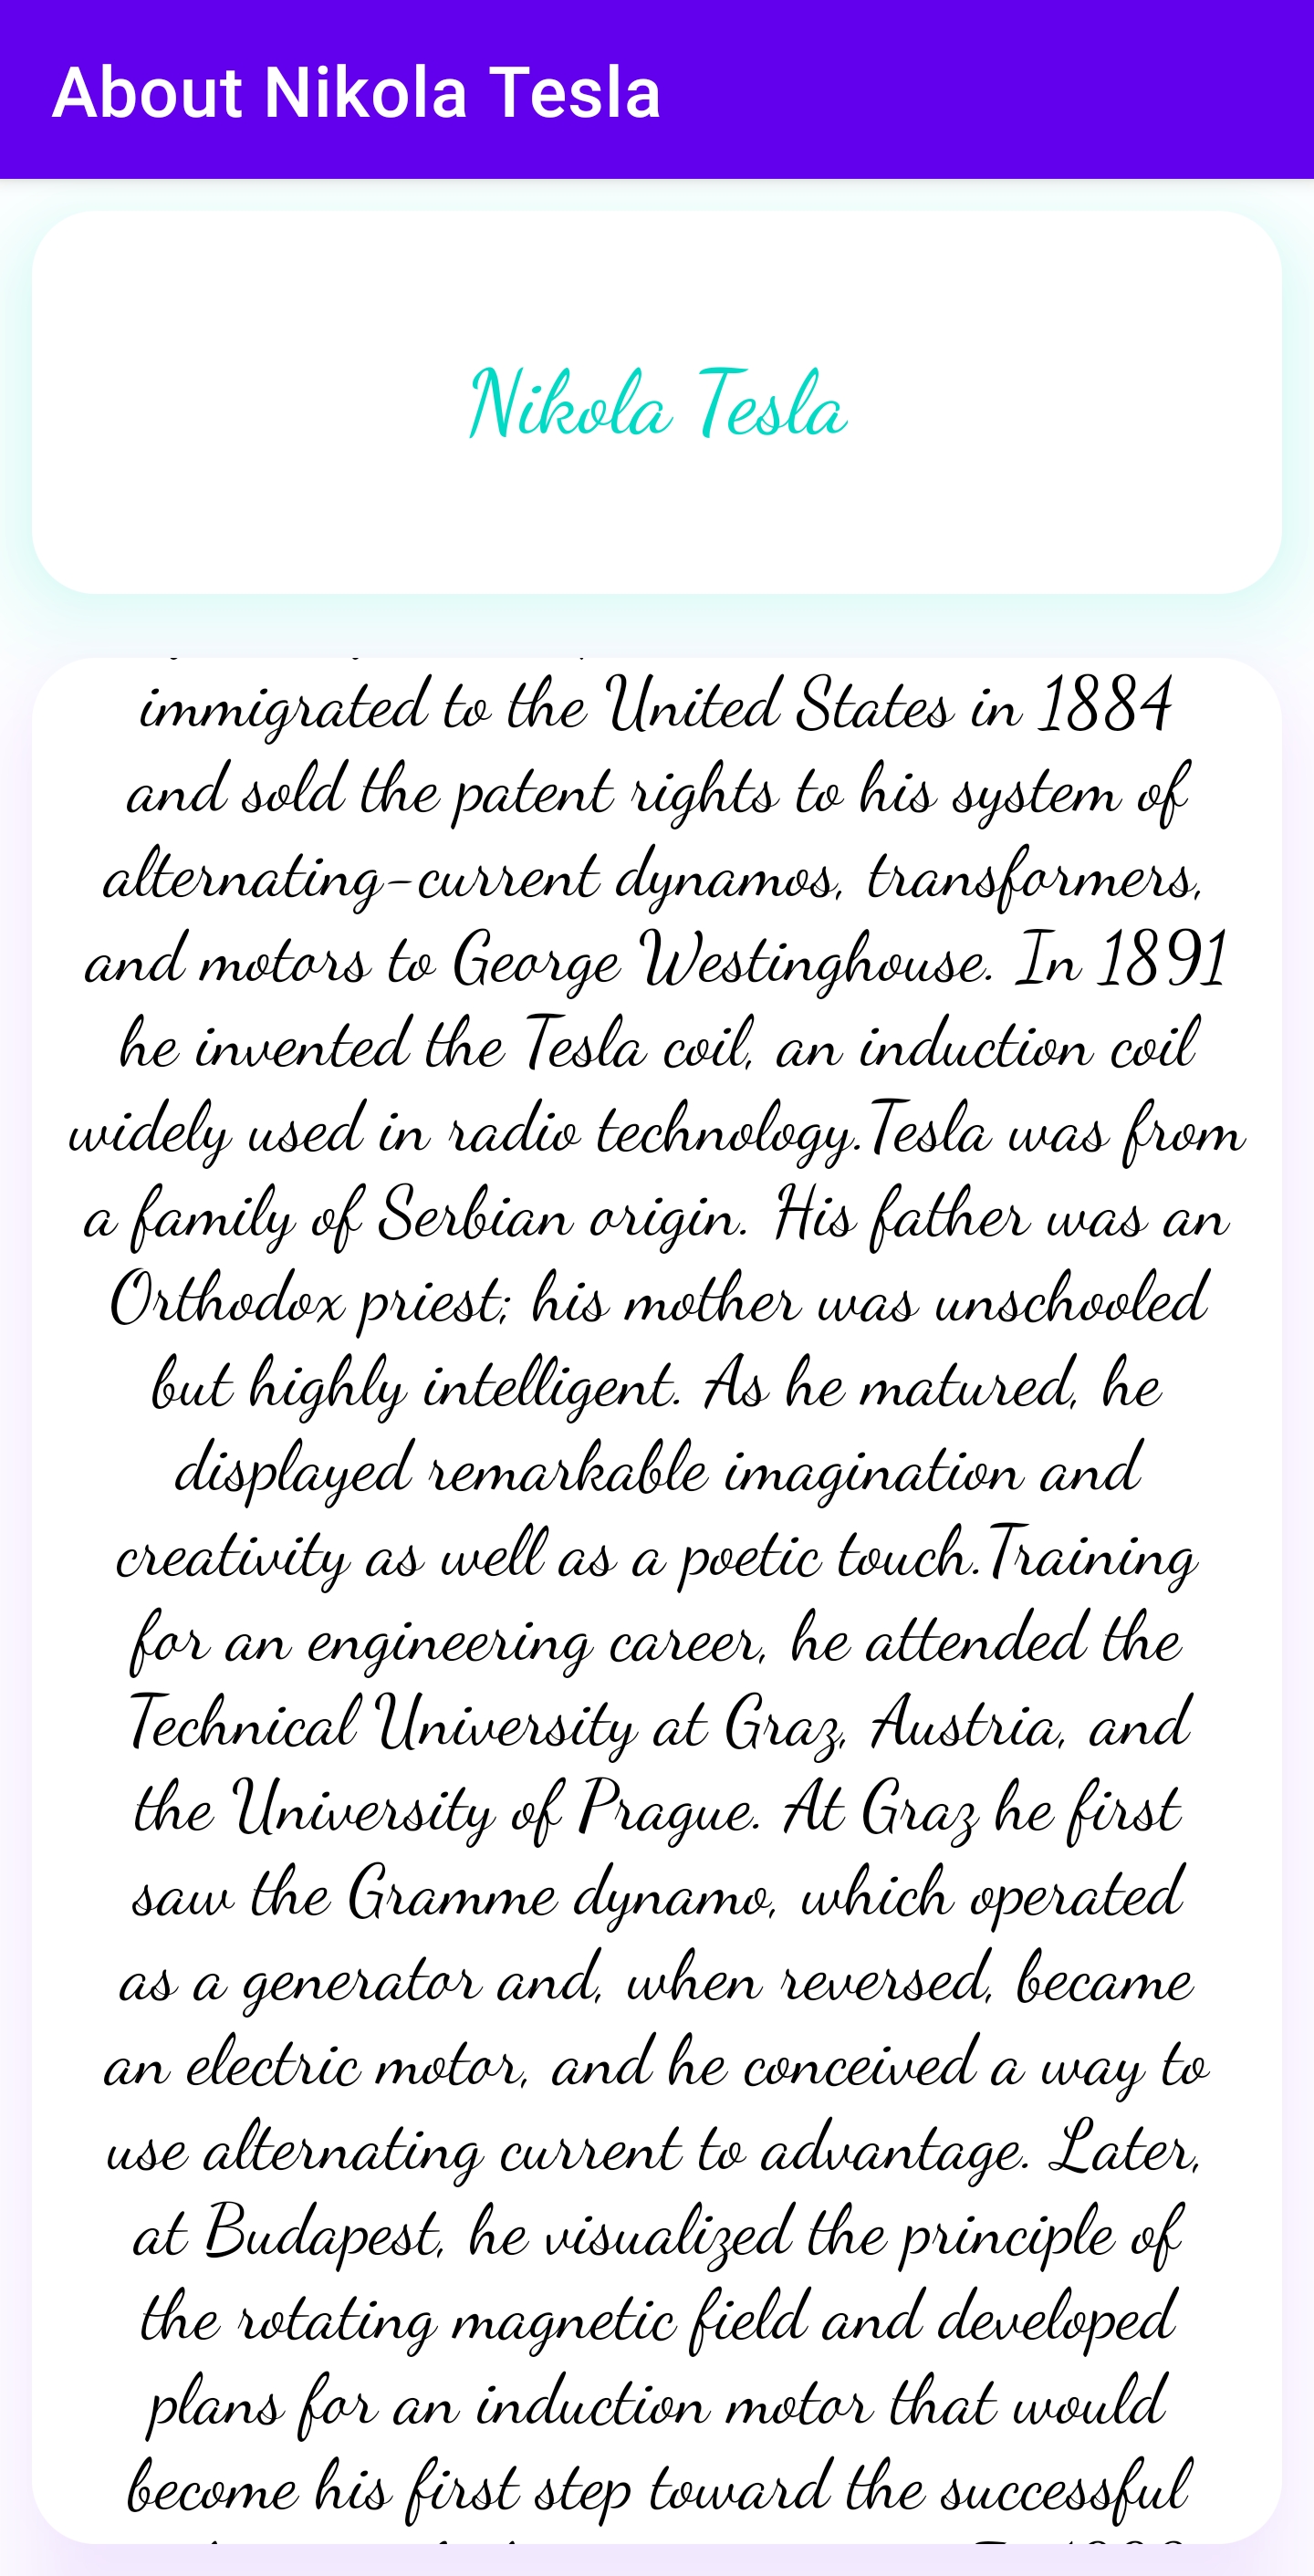 About Nikola Tesla
Nikola Tesla
immigrated to the United States in 1884
and sold the patent rights to his system of
alternating-current dynamos, transformers,
and motors to George Westinghouse. In 1891
he invented the Tesla coil, an induction coil
widely used in radio technology.Tesla was from
a family of Serbian origin. His father was an
Orthodox priest; his mother was unschooled
but highly intelligent. As he matured, he
displayed remarkable imagination and
creativity as well as a poetic touch.Training
for an engineering career, he attended the
Technical University at Graz, Austria, and
the University of Prague. At Graz he first
saw the Gramme dynamo, which operated
as a generator and, when reversed, became
an electric motor, and he conceived a way to
use alternating current to advantage. Later,
at Budapest, he visualized the principle of
the rotating magnetic field and developed
plans for an induction motor that would
become his first step toward the successful